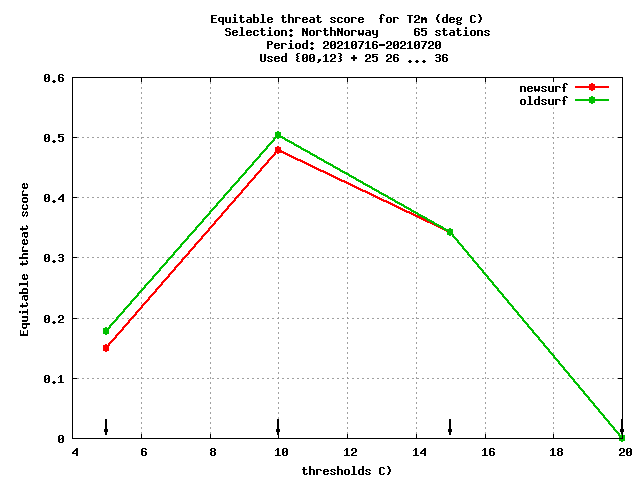 Equitable threat score  for T2m (deg C)
Selection: NorthNorway     65 stations
Period: 20210716-20210720
Used {00,12} + 25 26 ... 36
newsurf
oldsurf
0.6
0.5
0.4
0.3
0.2
0.1
0
Equitable threat score
4 6 8 10 12 14 16 18 20
thresholds C)